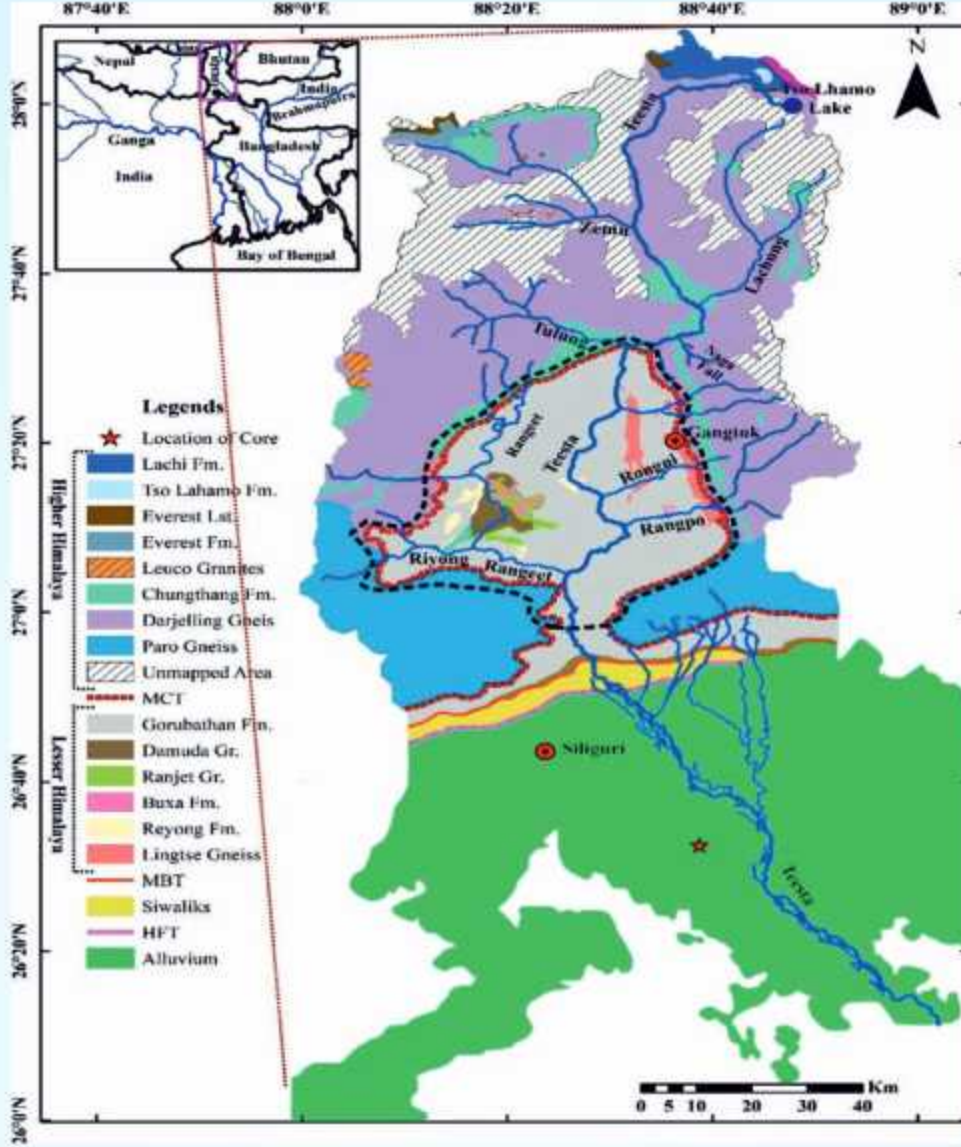 87°40'E
88°0'E
88°20'E
88°40'E
89°0'E
N
Nepal
Bhutan
India
Brahmaputra
Ganga
Bangladesh
India
Bay of Bengal
Teesta
Tso Lhamo
Lake
Zemu
Lachung
Tulung
Naga
Fall
Rangeet
Teesta
Gangtok
Rongni
Rangpo
Riyong
Rangeet
Siliguri
Teesta
28°0'N
27°40'N
27°20'N
27°0'N
26°40'N
26°20'N
26°0'N
Legends
Location of Core
Higher Himalaya
Lachi Fm.
Tso Lahamo Fm.
Everest Lst.
Everest Fm.
Leuco Granites
Chungthang Fm.
Darjelling Gneis
Paro Gneiss
Unmapped Area
MCT
Lesser Himalaya
Gorubathan Fm.
Damuda Gr.
Ranjet Gr.
Buxa Fm.
Reyong Fm.
Lingtse Gneiss
MBT
Siwaliks
HFT
Alluvium
Km
0 5 10 20 30 40